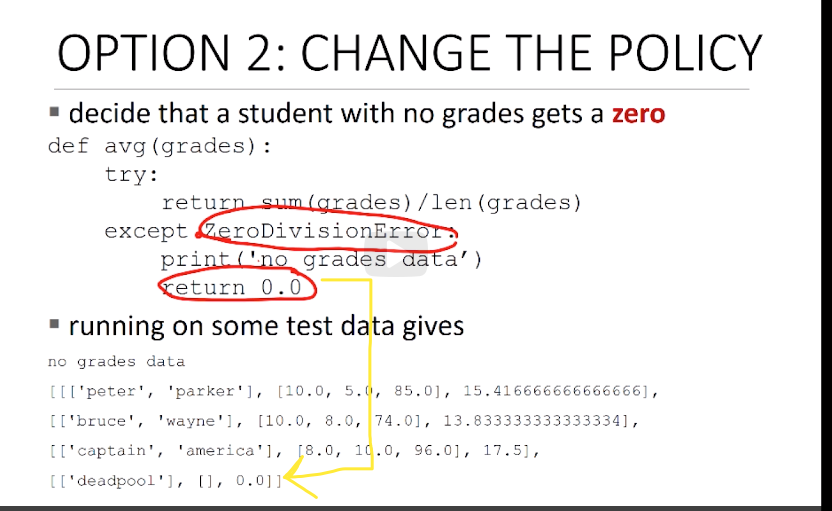 OPTION 2: CHANGE THE POLICY
▪ decide that a student with no grades gets a zero
def avg(grades):
    try:
        return sum(grades)/len(grades)
    except ZeroDivisionError:
        print('no grades data')
        return 0.0
▪ running on some test data gives
no grades data
[[['peter', 'parker'], [10.0, 5.0, 85.0], 15.416666666666666],
[['bruce', 'wayne'], [10.0, 8.0, 74.0], 13.833333333333334],
[['captain', 'america'], [8.0, 10.0, 96.0], 17.5],
[['deadpool'], [], 0.0]]